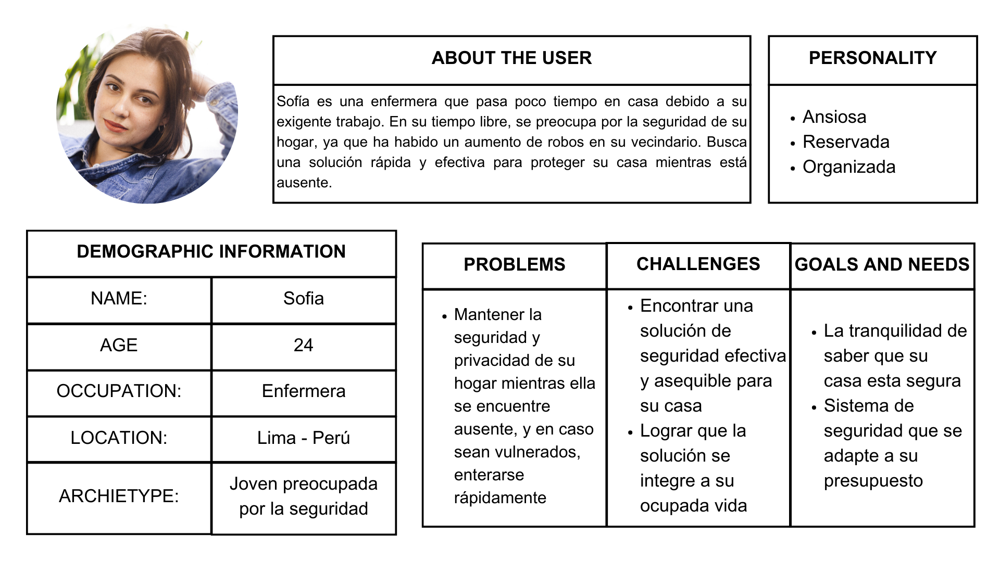 ABOUT THE USER
Sofía es una enfermera que pasa poco tiempo en casa debido a su
exigente trabajo. En su tiempo libre, se preocupa por la seguridad de su
hogar, ya que ha habido un aumento de robos en su vecindario. Busca
una solución rápida y efectiva para proteger su casa mientras está
ausente.
PERSONALITY
• Ansiosa
• Reservada
• Organizada
DEMOGRAPHIC INFORMATION
NAME:
Sofia
AGE
24
OCCUPATION:
Enfermera
LOCATION:
Lima - Perú
ARCHIETYPE:
Joven preocupada
por la seguridad
PROBLEMS
• Mantener la
seguridad y
privacidad de su
hogar mientras ella
se encuentre
ausente, y en caso
sean vulnerados,
enterarse
rápidamente
CHALLENGES
• Encontrar una
solución de
seguridad efectiva
y asequible para
su casa
• Lograr que la
solución se
integre a su
ocupada vida
GOALS AND NEEDS
• La tranquilidad de
saber que su
casa esta segura
• Sistema de
seguridad que se
adapte a su
presupuesto